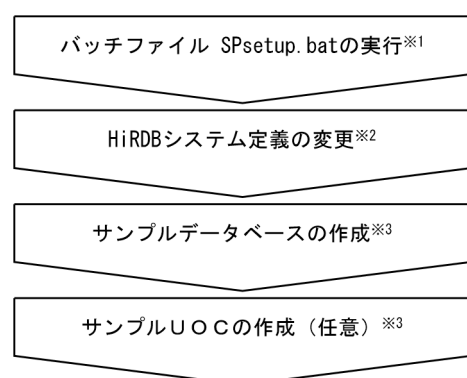 バッチファイル SPsetup.batの実行※1
HiRDBシステム定義の変更※2
サンプルデータベースの作成※3
サンプルＵＯＣの作成（任意）※3